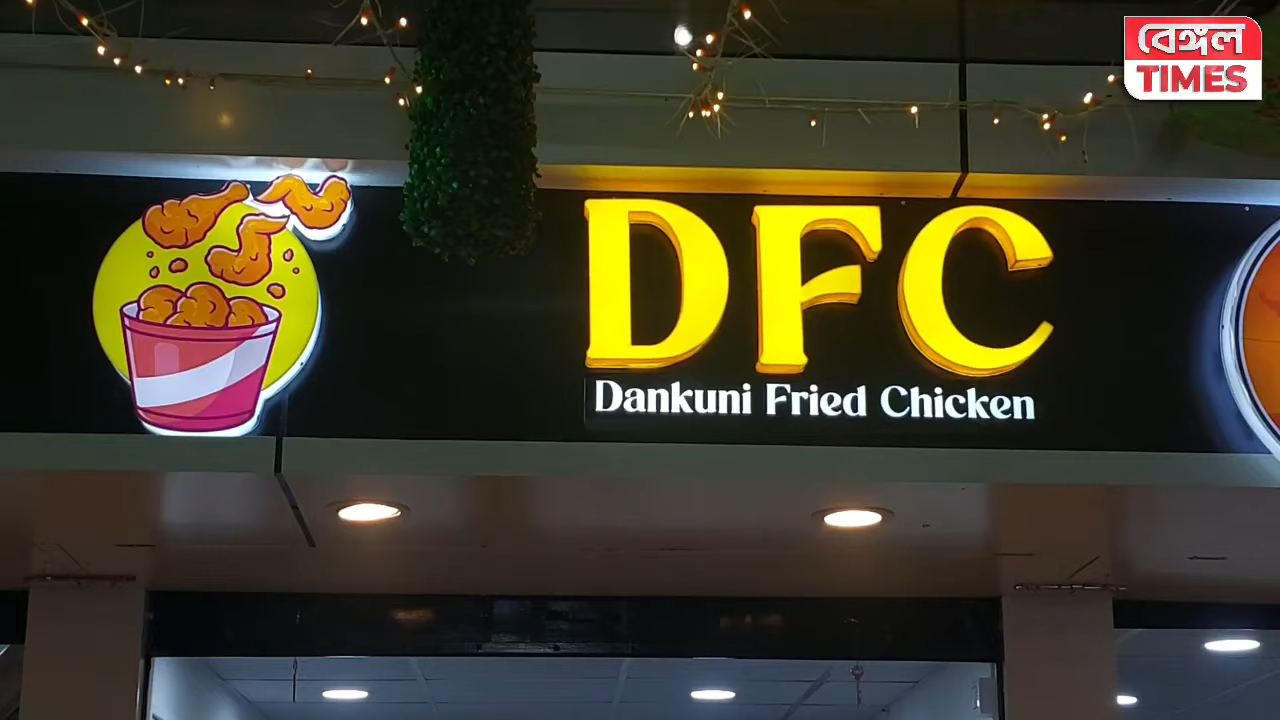 বেঙ্গল
TIMES
DFC
Dankuni Fried Chicken